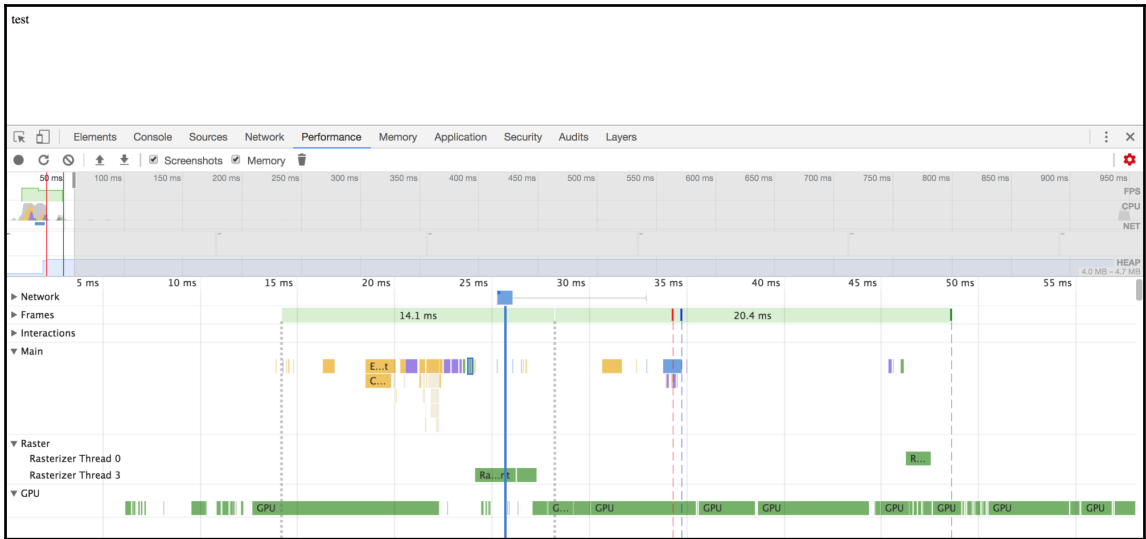 test
Elements Console Sources Network Performance Memory Application Security Audits Layers
Screenshots Memory
50 ms 100 ms 150 ms 200 ms 250 ms 300 ms 350 ms 400 ms 450 ms 500 ms 550 ms 600 ms 650 ms 700 ms 750 ms 800 ms 850 ms 900 ms 950 ms
FPS
CPU
NET
HEAP
4.0 MB – 4.7 MB
5 ms 10 ms 15 ms 20 ms 25 ms 30 ms 35 ms 40 ms 45 ms 50 ms 55 ms
Network
Frames 14.1 ms 20.4 ms
Interactions
Main
E...t
C...
Raster
Rasterizer Thread 0 R...
Rasterizer Thread 3 Ra...nt
GPU
GPU G... GPU GPU GPU GPU GPU GPU GPU